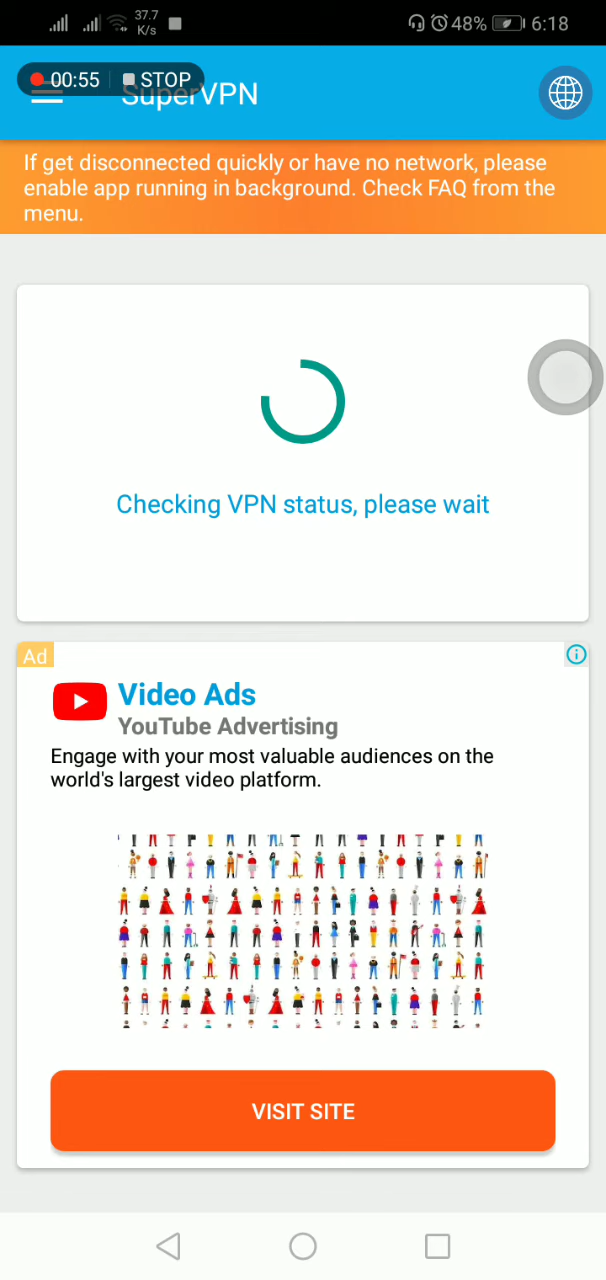 37.7
K/s
48%
6:18
00:55
STOP
SuperVPN
If get disconnected quickly or have no network, please
enable app running in background. Check FAQ from the
menu.
Checking VPN status, please wait
Ad
Video Ads
YouTube Advertising
Engage with your most valuable audiences on the
world's largest video platform.
VISIT SITE